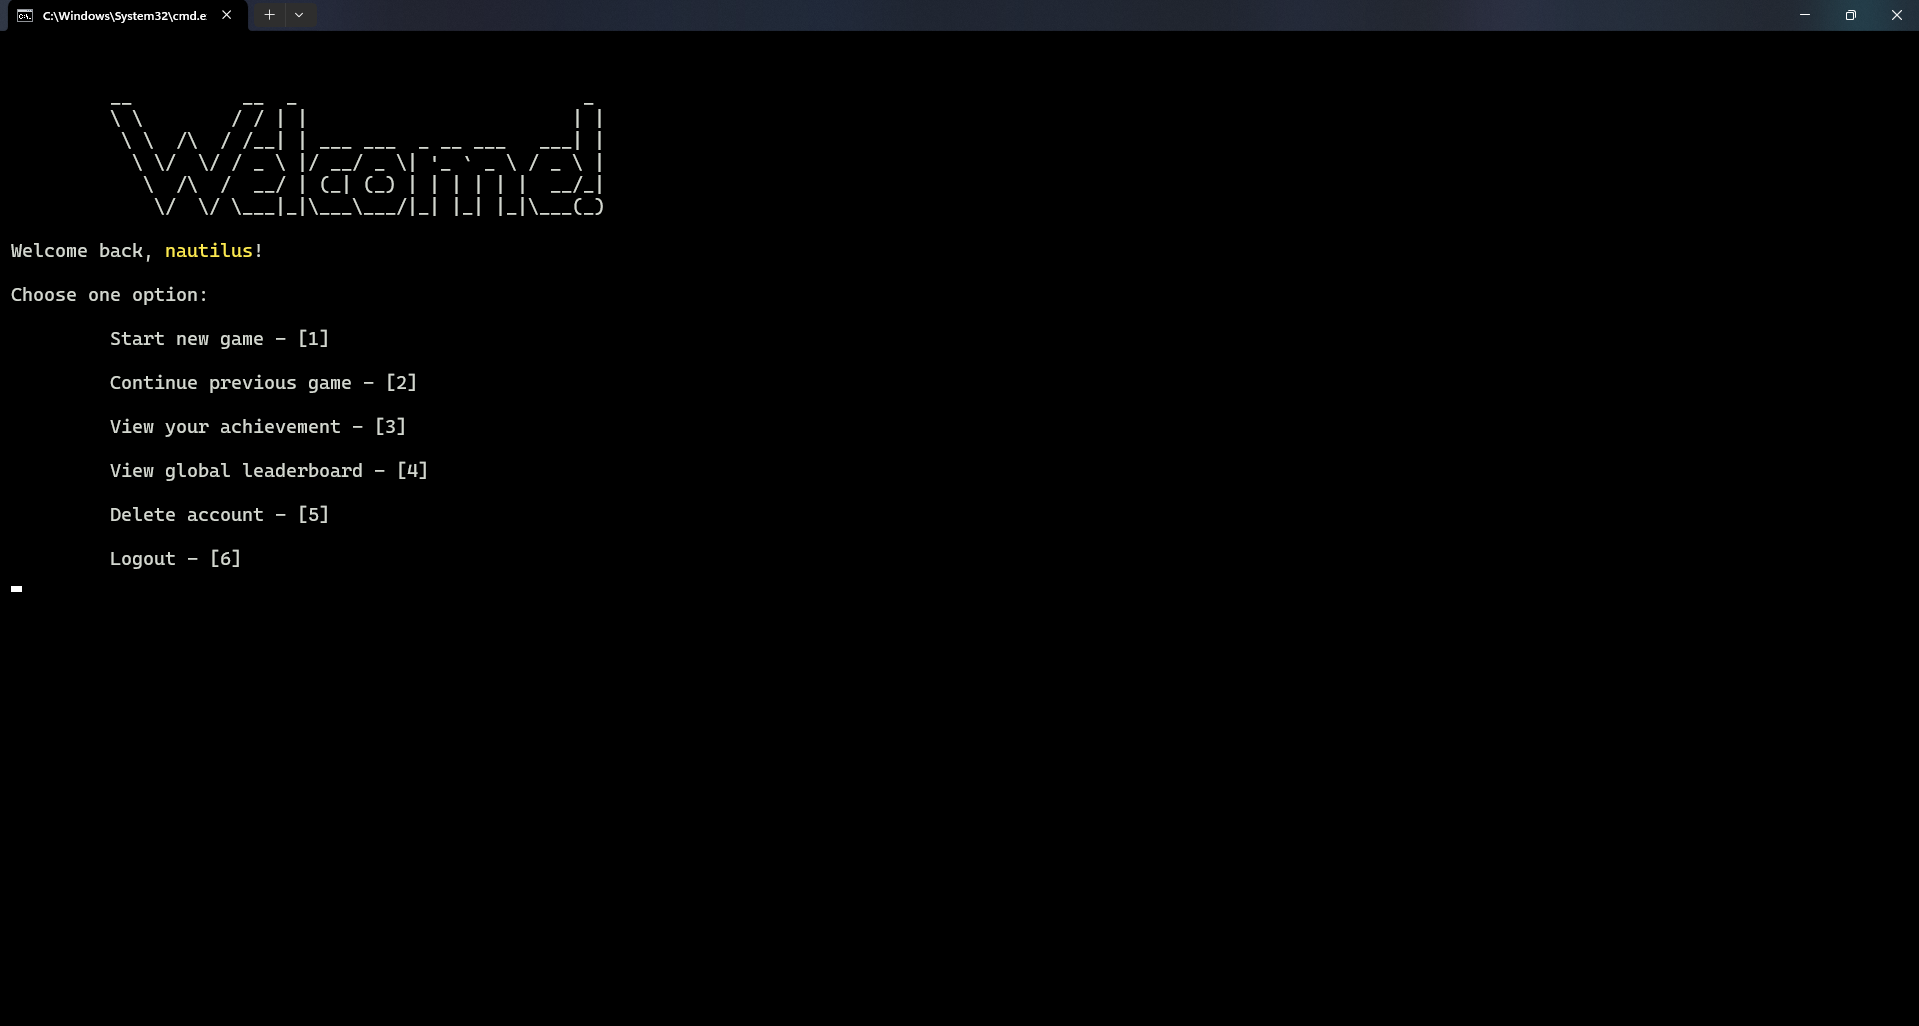 C:\Windows\System32\cmd.e
Welcome!
Welcome back, nautilus!
Choose one option:
Start new game - [1]
Continue previous game - [2]
View your achievement - [3]
View global leaderboard - [4]
Delete account - [5]
Logout - [6]